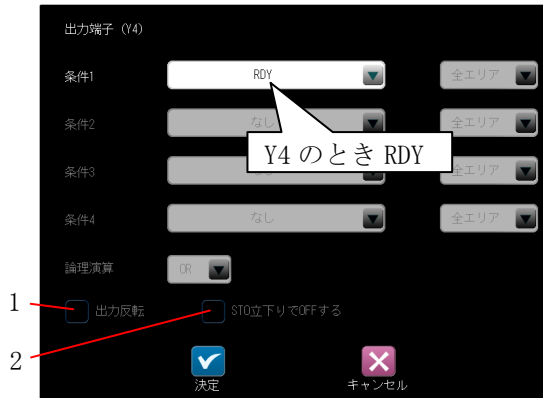 出力端子 (Y4)
条件1 RDY 全エリア
条件2 なし 全エリア
Y4 のとき RDY
条件3 全エリア
条件4 なし 全エリア
論理演算 OR
1 出力反転 STO立下りでOFFする
2
決定 キャンセル